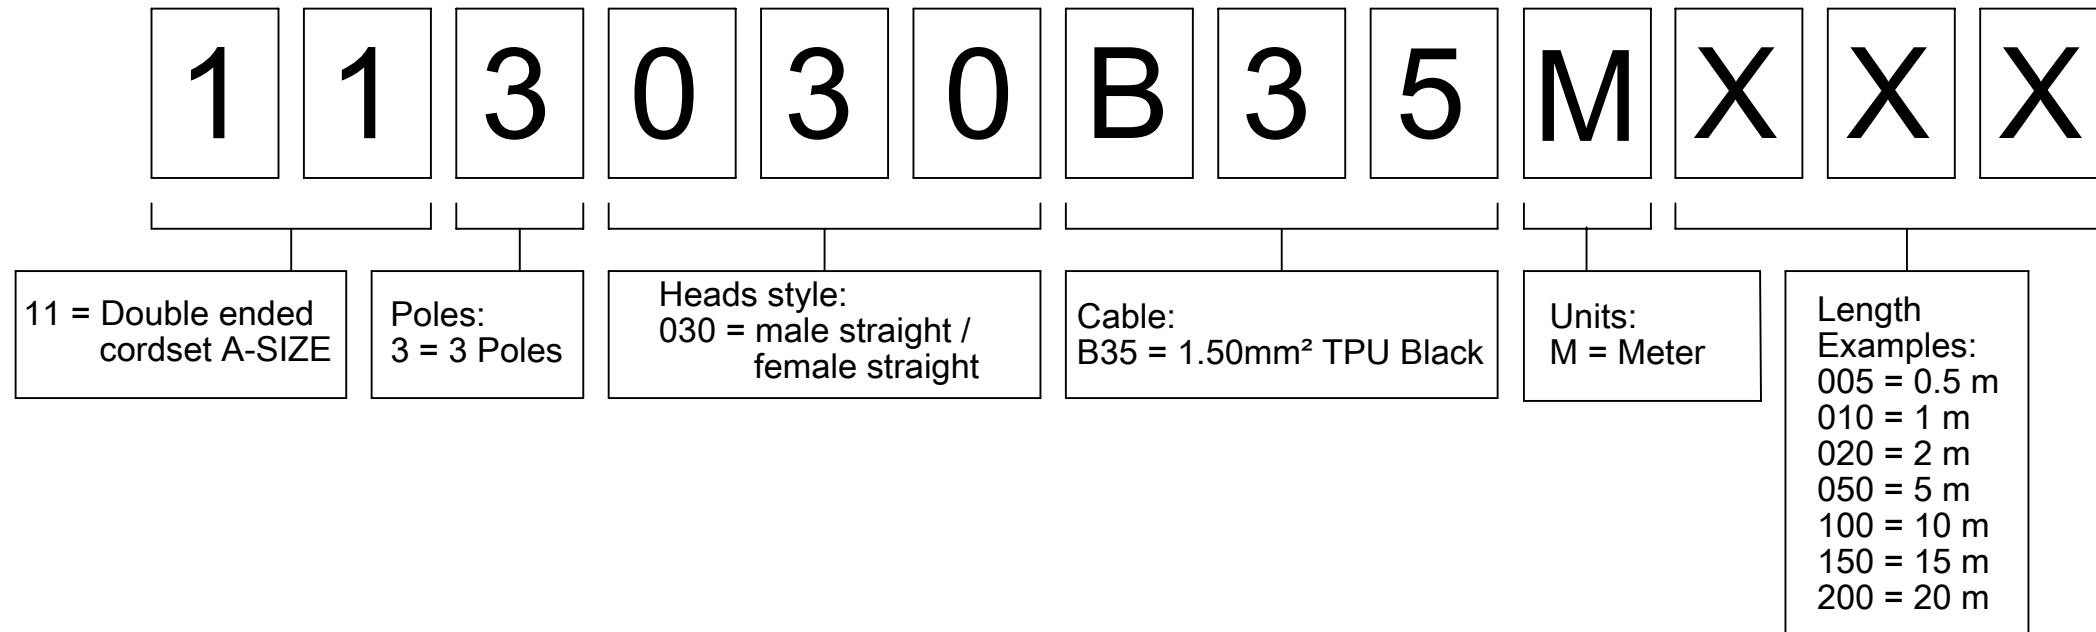 1 1 3 0 3 0 B 3 5 M X X X
11 = Double ended
cordset A-SIZE
Poles:
3 = 3 Poles
Heads style:
030 = male straight /
female straight
Cable:
B35 = 1.50mm² TPU Black
Units:
M = Meter
Length
Examples:
005 = 0.5 m
010 = 1 m
020 = 2 m
050 = 5 m
100 = 10 m
150 = 15 m
200 = 20 m